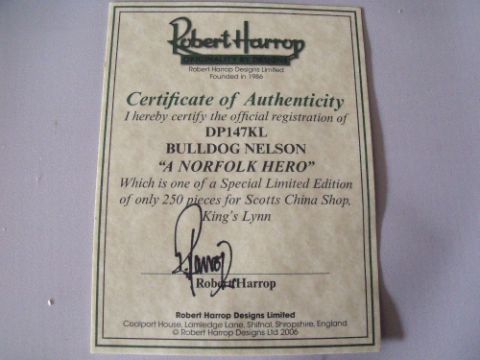 Robert Harrop
ORIGINALITY BY DESIGN
Robert Harrop Designs Limited
Founded in 1986
Certificate of Authenticity
I hereby certify the official registration of
DP147KL
BULLDOG NELSON
"A NORFOLK HERO"
Which is one of a Special Limited Edition
of only 250 pieces for Scotts China Shop,
King's Lynn
R Harrop
Robert Harrop
Robert Harrop Designs Limited
Coalport House, Lamledge Lane, Shifnal, Shropshire, England
© Robert Harrop Designs Ltd 2006